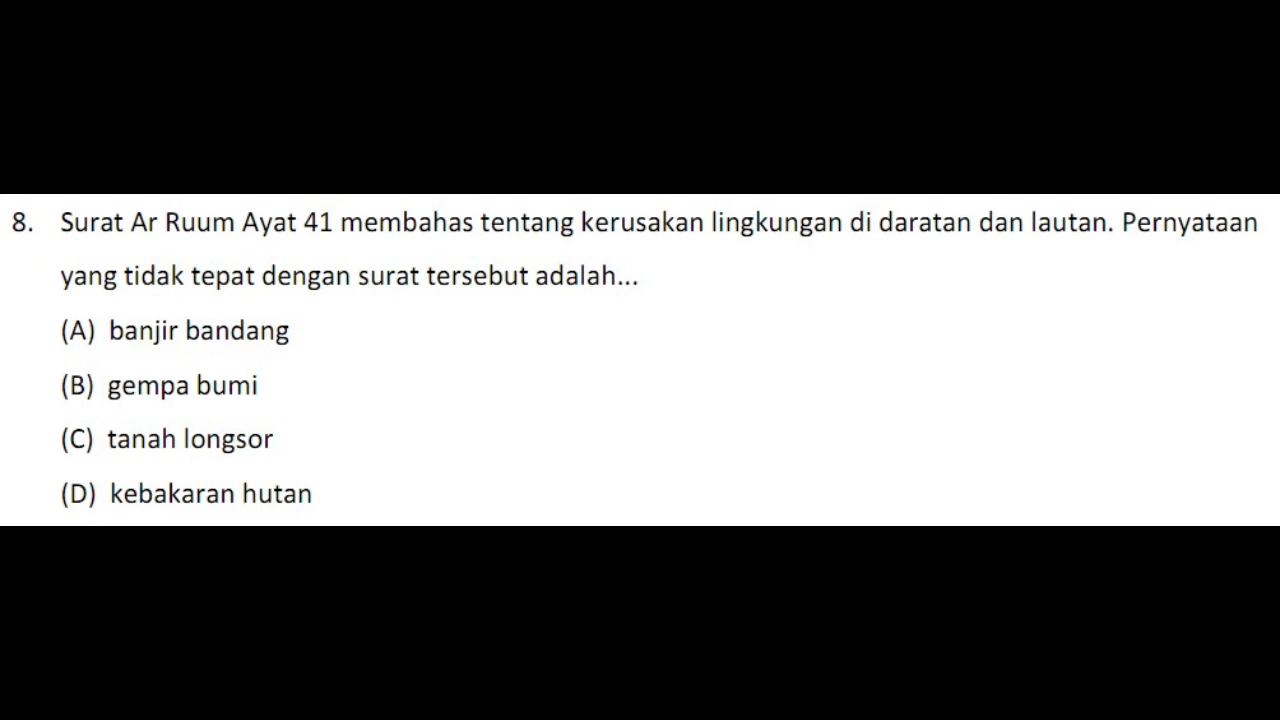 8. Surat Ar Ruum Ayat 41 membahas tentang kerusakan lingkungan di daratan dan lautan. Pernyataan
yang tidak tepat dengan surat tersebut adalah...
(A) banjir bandang
(B) gempa bumi
(C) tanah longsor
(D) kebakaran hutan